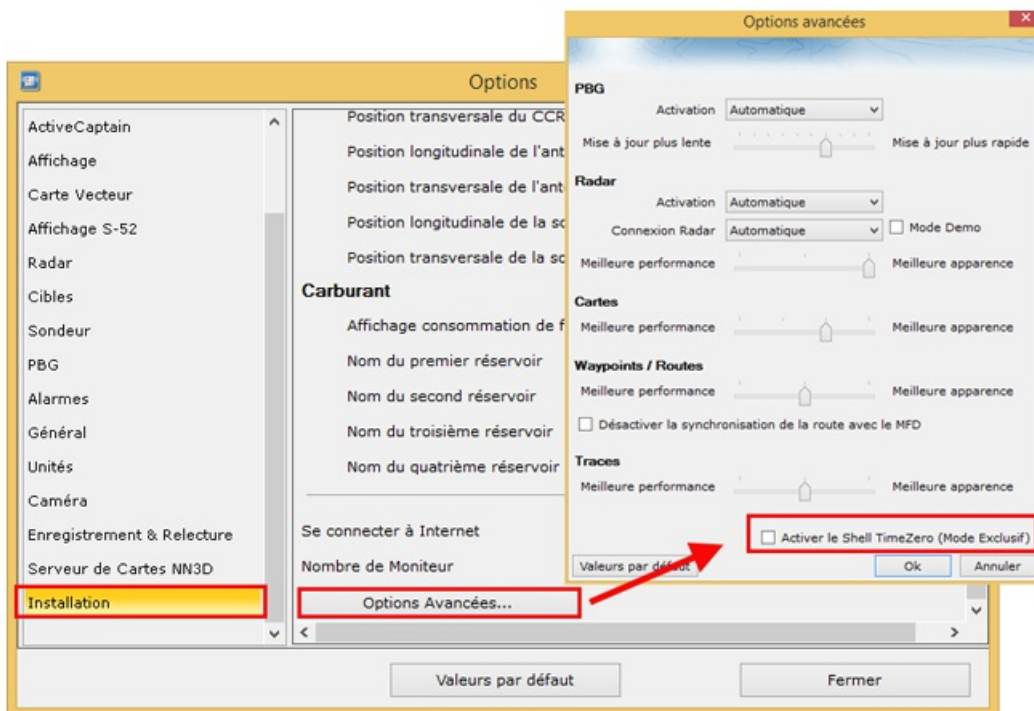 Options
ActiveCaptain
Affichage
Carte Vecteur
Affichage S-52
Radar
Cibles
Sondeur
PBG
Alarmes
Général
Unités
Caméra
Enregistrement & Relecture
Serveur de Cartes NN3D
Installation
Position transversale du CCR
Position longitudinale de l'ant
Position transversale de l'ant
Position longitudinale de la so
Position transversale de la so
Carburant
Affichage consommation de f
Nom du premier réservoir
Nom du second réservoir
Nom du troisième réservoir
Nom du quatrième réservoir
Se connecter à Internet
Nombre de Moniteur
Options Avancées...
Valeurs par défaut
Fermer
Options avancées
PBG
Activation Automatique
Mise à jour plus lente Mise à jour plus rapide
Radar
Activation Automatique
Connexion Radar Automatique Mode Demo
Meilleure performance Meilleure apparence
Cartes
Meilleure performance Meilleure apparence
Waypoints / Routes
Meilleure performance Meilleure apparence
Désactiver la synchronisation de la route avec le MFD
Traces
Meilleure performance Meilleure apparence
Activer le Shell TimeZero (Mode Exclusif)
Valeurs par défaut Ok Annuler